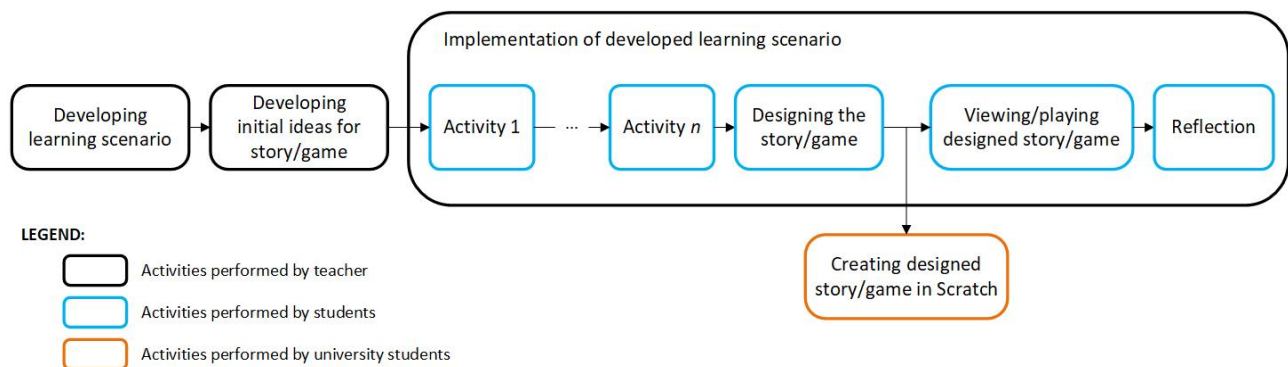 Implementation of developed learning scenario
Developing
learning scenario
Developing
initial ideas for
story/game
Activity 1
...
Activity n
Designing the
story/game
Viewing/playing
designed story/game
Reflection
Creating designed
story/game in Scratch
LEGEND:
Activities performed by teacher
Activities performed by students
Activities performed by university students